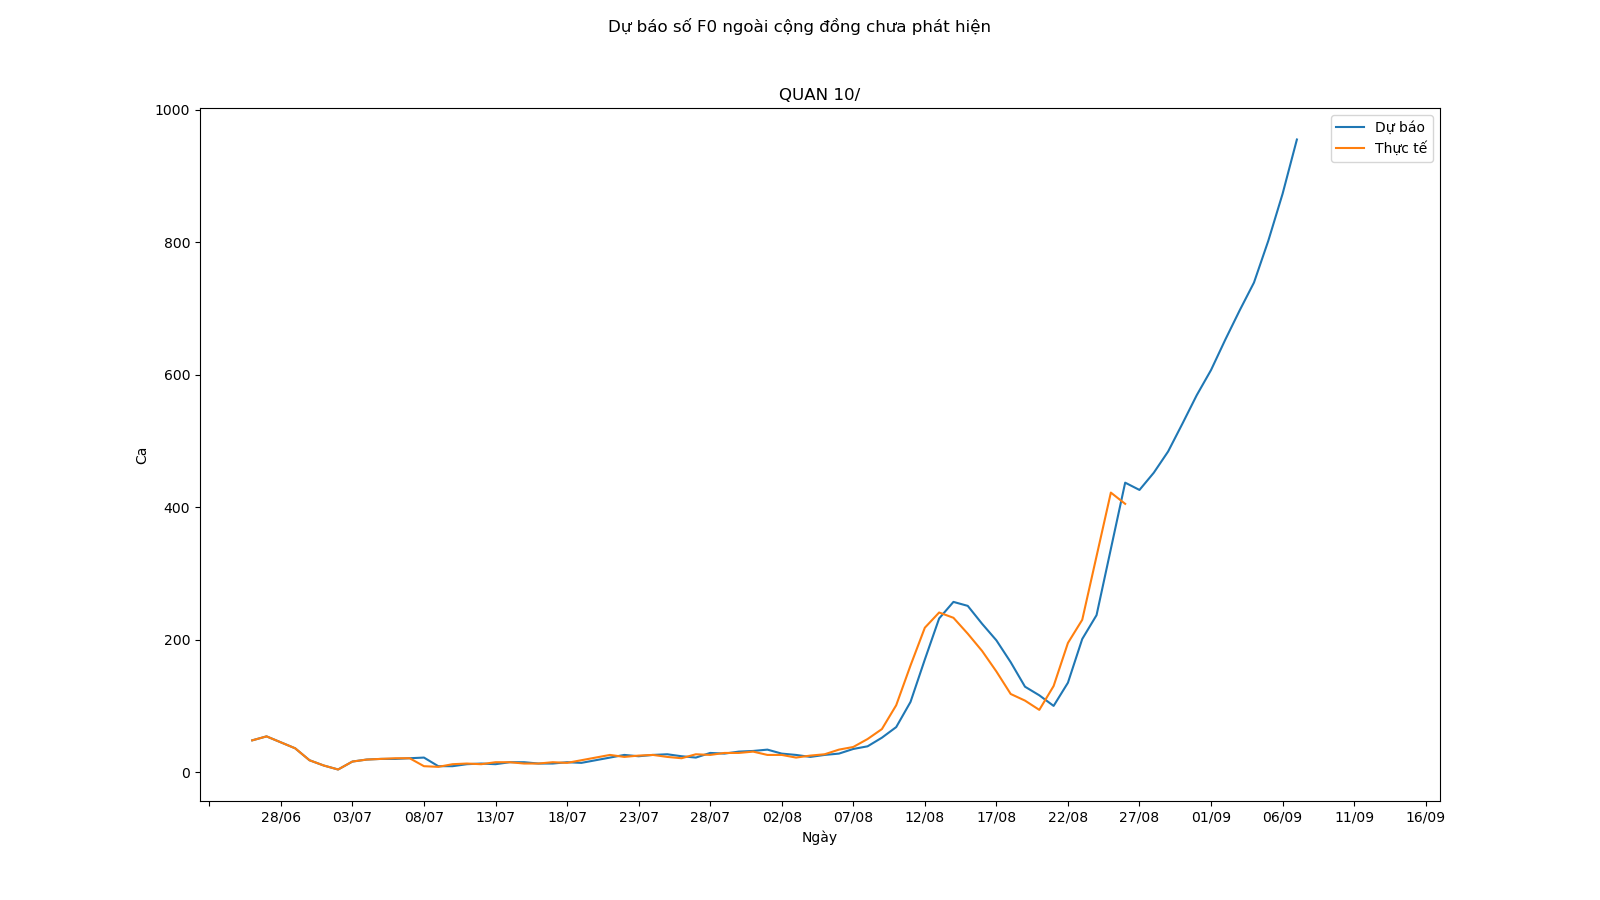 Dự báo số F0 ngoài cộng đồng chưa phát hiện
QUAN 10/
1000
800
600
400
200
0
Ca
Dự báo
Thực tế
28/06 03/07 08/07 13/07 18/07 23/07 28/07 02/08 07/08 12/08 17/08 22/08 27/08 01/09 06/09 11/09 16/09
Ngày